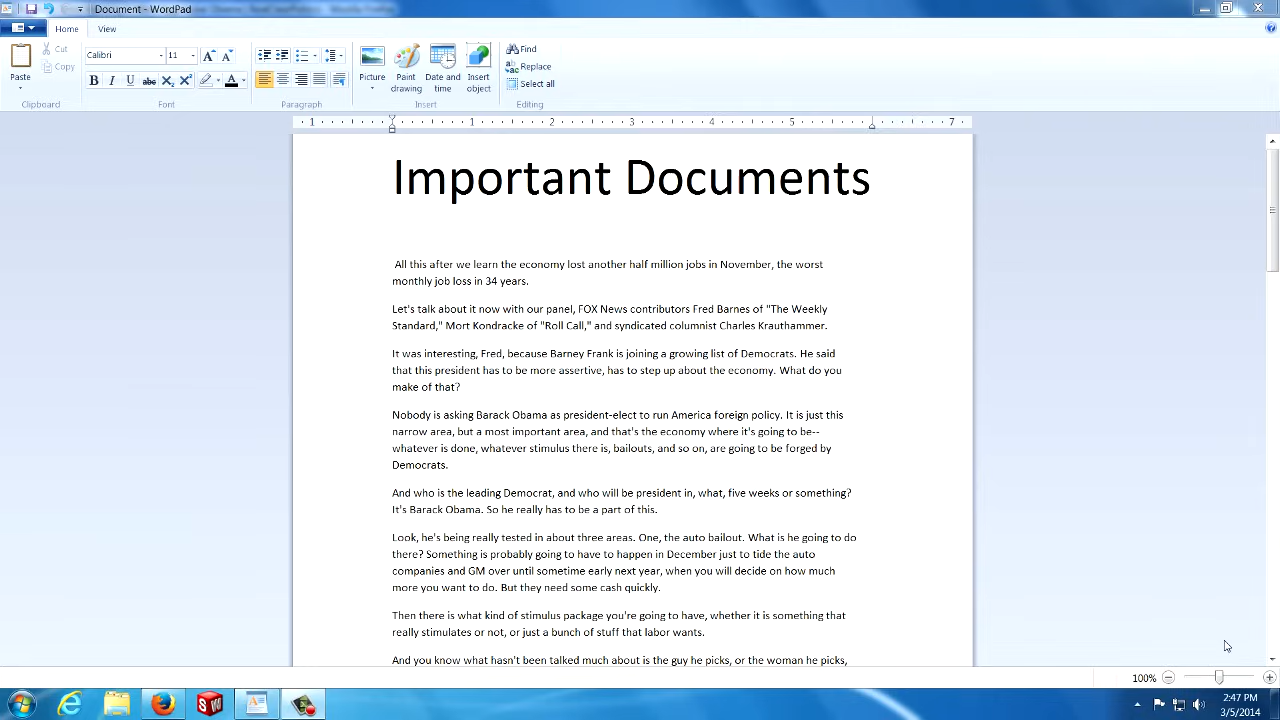 Document - WordPad
Home View
Paste
Cut
Copy
Clipboard
Calibri 11
B I U abc X₂ X² A
Font
Paragraph
Picture
Paint drawing
Date and time
Insert object
Insert
Find
Replace
Select all
Editing
1 1 2 3 4 5 7
Important Documents
All this after we learn the economy lost another half million jobs in November, the worst
monthly job loss in 34 years.
Let's talk about it now with our panel, FOX News contributors Fred Barnes of "The Weekly
Standard," Mort Kondracke of "Roll Call," and syndicated columnist Charles Krauthammer.
It was interesting, Fred, because Barney Frank is joining a growing list of Democrats. He said
that this president has to be more assertive, has to step up about the economy. What do you
make of that?
Nobody is asking Barack Obama as president-elect to run America foreign policy. It is just this
narrow area, but a most important area, and that's the economy where it's going to be--
whatever is done, whatever stimulus there is, bailouts, and so on, are going to be forged by
Democrats.
And who is the leading Democrat, and who will be president in, what, five weeks or something?
It's Barack Obama. So he really has to be a part of this.
Look, he's being really tested in about three areas. One, the auto bailout. What is he going to do
there? Something is probably going to have to happen in December just to tide the auto
companies and GM over until sometime early next year, when you will decide on how much
more you want to do. But they need some cash quickly.
Then there is what kind of stimulus package you're going to have, whether it is something that
really stimulates or not, or just a bunch of stuff that labor wants.
And you know what hasn't been talked much about is the guy he picks, or the woman he picks,
100%
SW
2:47 PM
3/5/2014